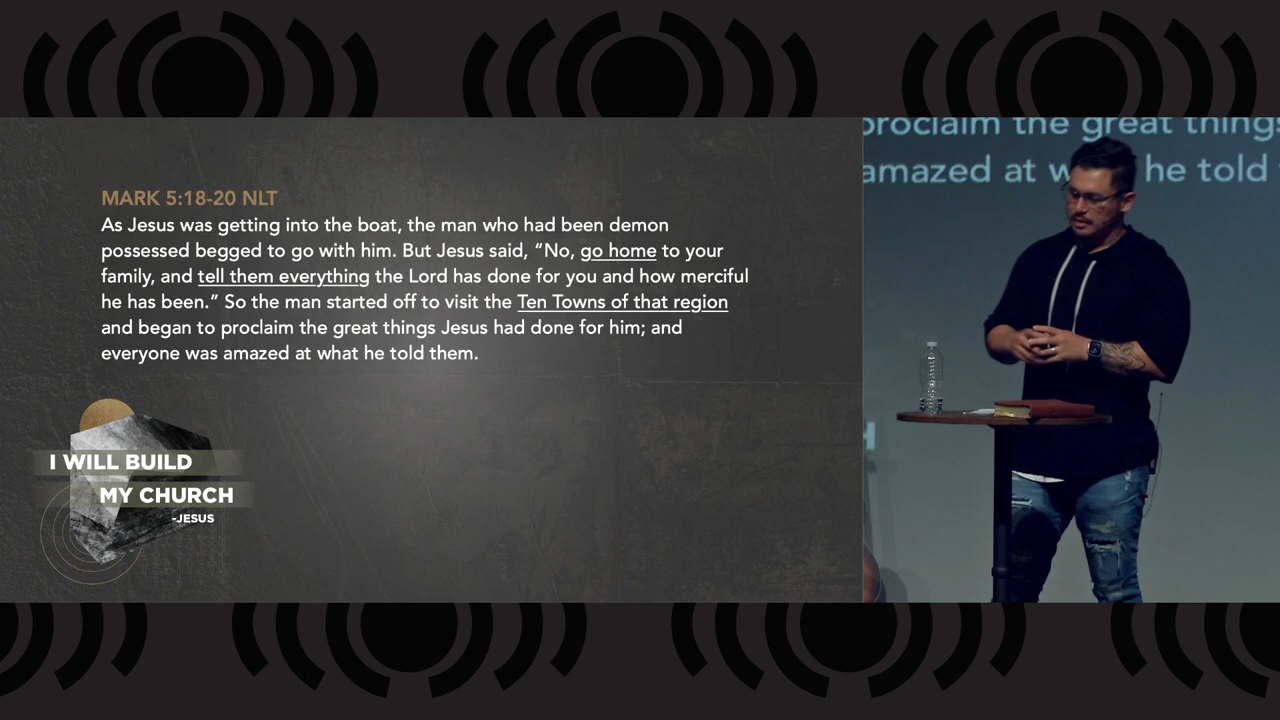 MARK 5:18-20 NLT
As Jesus was getting into the boat, the man who had been demon
possessed begged to go with him. But Jesus said, “No, go home to your
family, and tell them everything the Lord has done for you and how merciful
he has been.” So the man started off to visit the Ten Towns of that region
and began to proclaim the great things Jesus had done for him; and
everyone was amazed at what he told them.
I WILL BUILD
MY CHURCH
-JESUS
proclaim the great things
amazed at w he told
H